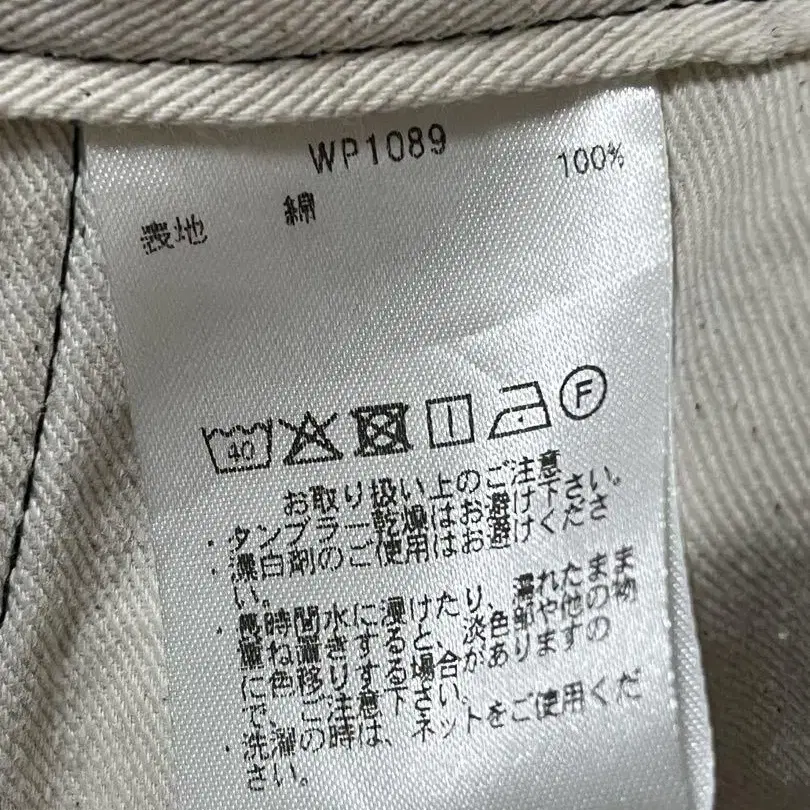 WP1089
表地 綿 100%
40 F
お取り扱い上のご注意
・タンブラー乾燥はお避け下さい。
・漂白剤のご使用はお避けくださ
い。
・長時間水に浸けたり、濡れたまま
重ね置きすると、淡色部や他の物
に色移りする場合がありますの
で、ご注意下さい。
・洗濯の時は、ネットをご使用くだ
さい。